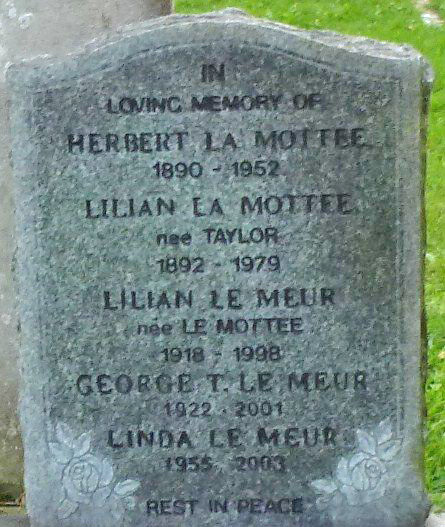 IN
LOVING MEMORY OF
HERBERT LA MOTTEE
1890 - 1952
LILIAN LA MOTTEE
nee TAYLOR
1892 - 1979
LILIAN LE MEUR
née LE MOTTEE
1918 - 1998
GEORGE T. LE MEUR
1922 - 2001
LINDA LE MEUR
1955 - 2003
REST IN PEACE